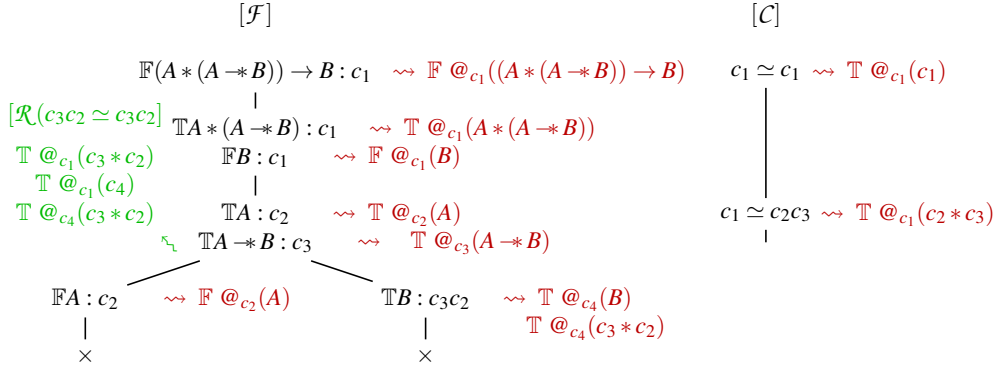 [ℱ] [𝒞]
𝔽(A ∗ (A −∗ B)) → B : c₁ ⇝ 𝔽 @_{c₁}((A ∗ (A −∗ B)) → B) c₁ ≃ c₁ ⇝ 𝕋 @_{c₁}(c₁)
[ℛ(c₃c₂ ≃ c₃c₂]
𝕋A ∗ (A −∗ B) : c₁ ⇝ 𝕋 @_{c₁}(A ∗ (A −∗ B))
𝕋 @_{c₁}(c₃ ∗ c₂) 𝔽B : c₁ ⇝ 𝔽 @_{c₁}(B)
𝕋 @_{c₁}(c₄)
𝕋 @_{c₄}(c₃ ∗ c₂) 𝕋A : c₂ ⇝ 𝕋 @_{c₂}(A) c₁ ≃ c₂c₃ ⇝ 𝕋 @_{c₁}(c₂ ∗ c₃)
𝕋A −∗ B : c₃ ⇝ 𝕋 @_{c₃}(A −∗ B)
𝔽A : c₂ ⇝ 𝔽 @_{c₂}(A) 𝕋B : c₃c₂ ⇝ 𝕋 @_{c₄}(B)
𝕋 @_{c₄}(c₃ ∗ c₂)
× ×